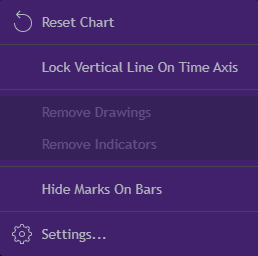 Reset Chart
Lock Vertical Line On Time Axis
Remove Drawings
Remove Indicators
Hide Marks On Bars
Settings...